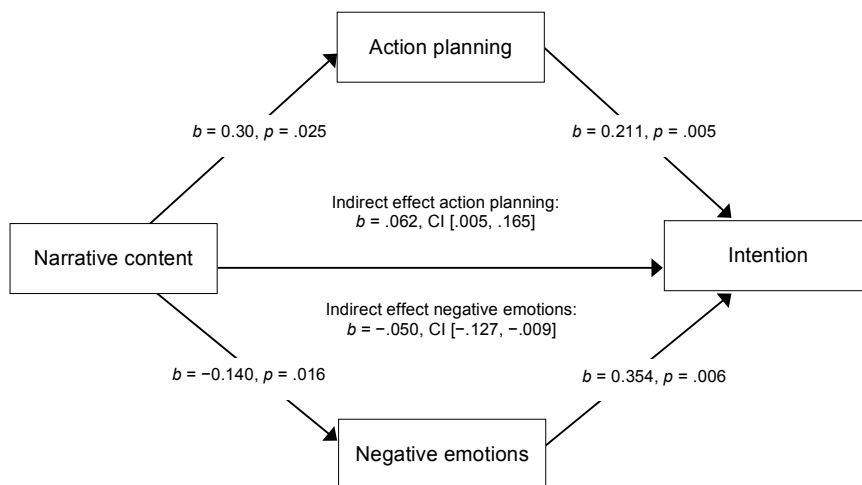 Action planning
b = 0.30, p = .025
b = 0.211, p = .005
Indirect effect action planning:
b = .062, CI [.005, .165]
Narrative content
Intention
Indirect effect negative emotions:
b = −.050, CI [−.127, −.009]
b = −0.140, p = .016
b = 0.354, p = .006
Negative emotions